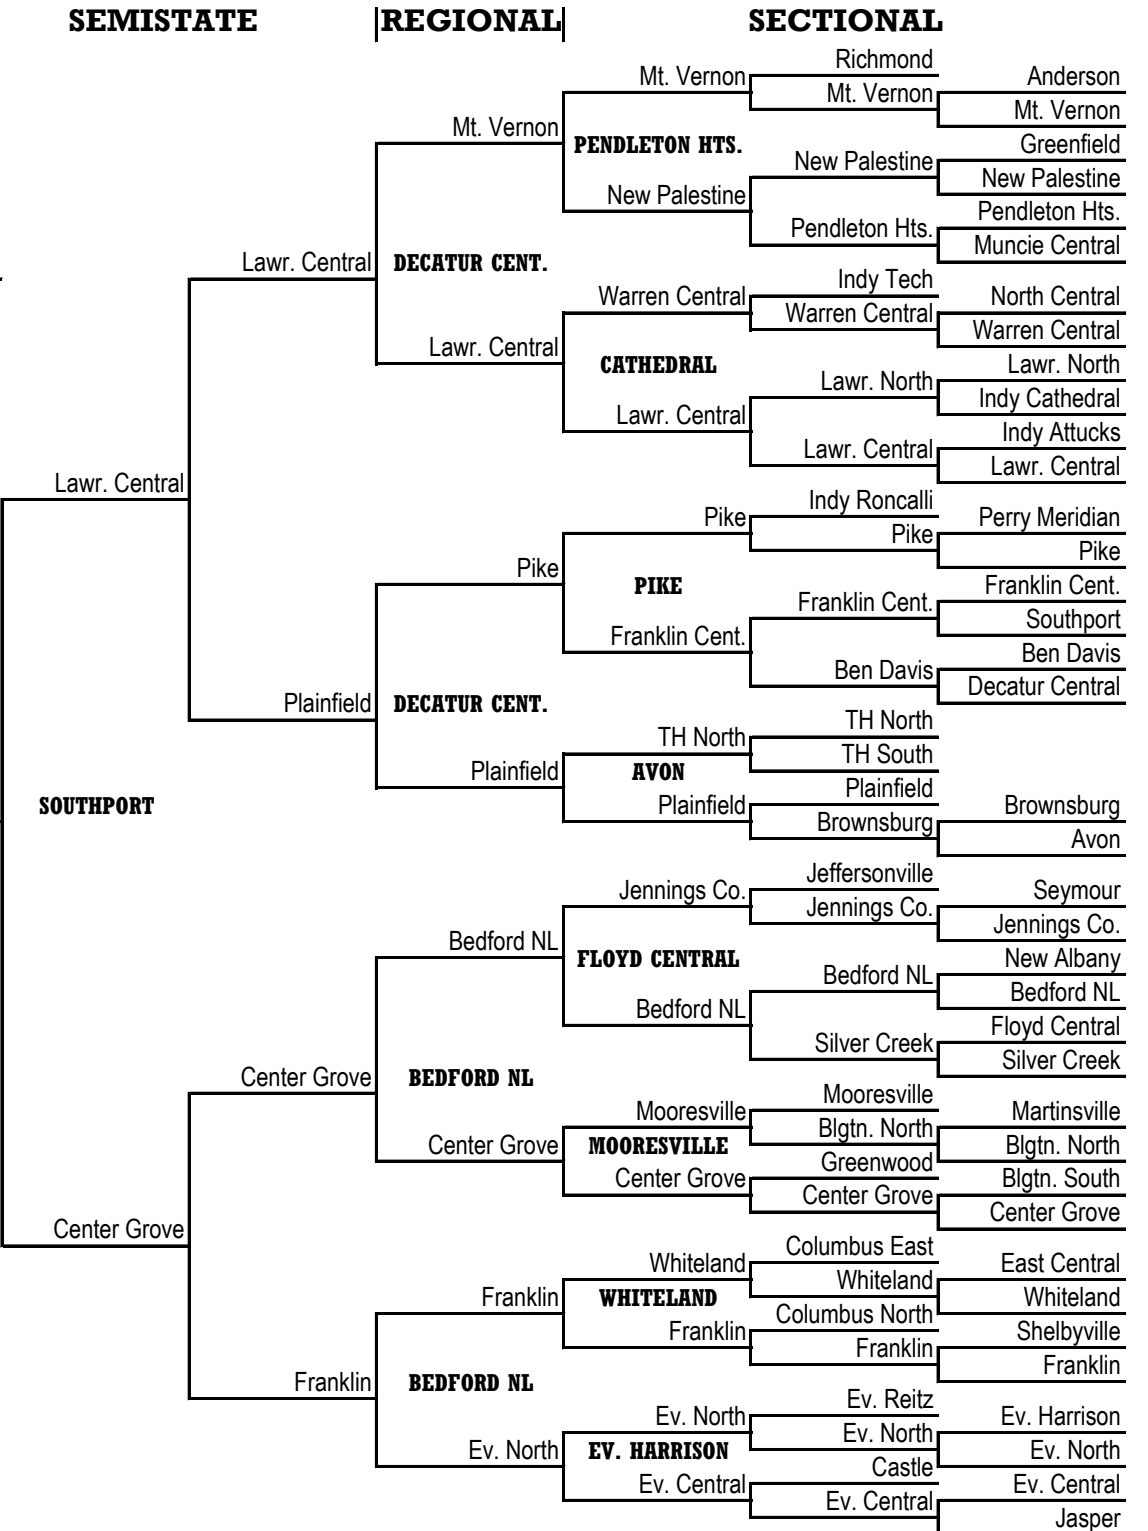 SEMISTATE REGIONAL SECTIONAL
Richmond
Mt. Vernon Anderson
Mt. Vernon
Mt. Vernon
Mt. Vernon
PENDLETON HTS. Greenfield
New Palestine
New Palestine
New Palestine
Pendleton Hts.
Pendleton Hts.
Muncie Central
Lawr. Central DECATUR CENT.
Indy Tech
Warren Central North Central
Warren Central
Warren Central
Lawr. Central
CATHEDRAL Lawr. North
Lawr. North
Indy Cathedral
Lawr. Central
Indy Attucks
Lawr. Central
Lawr. Central
Lawr. Central
Indy Roncalli
Pike Perry Meridian
Pike
Pike
Pike
PIKE Franklin Cent.
Franklin Cent.
Southport
Franklin Cent.
Ben Davis
Ben Davis
Decatur Central
Plainfield DECATUR CENT.
TH North
TH North
TH South
Plainfield AVON
Plainfield
Plainfield Brownsburg
SOUTHPORT
Brownsburg
Avon
Jeffersonville
Jennings Co. Seymour
Jennings Co.
Jennings Co.
Bedford NL
FLOYD CENTRAL New Albany
Bedford NL
Bedford NL
Bedford NL
Floyd Central
Silver Creek
Silver Creek
Center Grove BEDFORD NL
Mooresville
Mooresville Martinsville
Blgtn. North
Center Grove MOORESVILLE Blgtn. North
Greenwood
Center Grove Blgtn. South
Center Grove
Center Grove
Center Grove
Columbus East
Whiteland East Central
Whiteland
Franklin WHITELAND Whiteland
Columbus North
Franklin Shelbyville
Franklin
Franklin
Franklin BEDFORD NL
Ev. Reitz
Ev. North Ev. Harrison
Ev. North
Ev. North EV. HARRISON Ev. North
Castle
Ev. Central Ev. Central
Ev. Central
Jasper